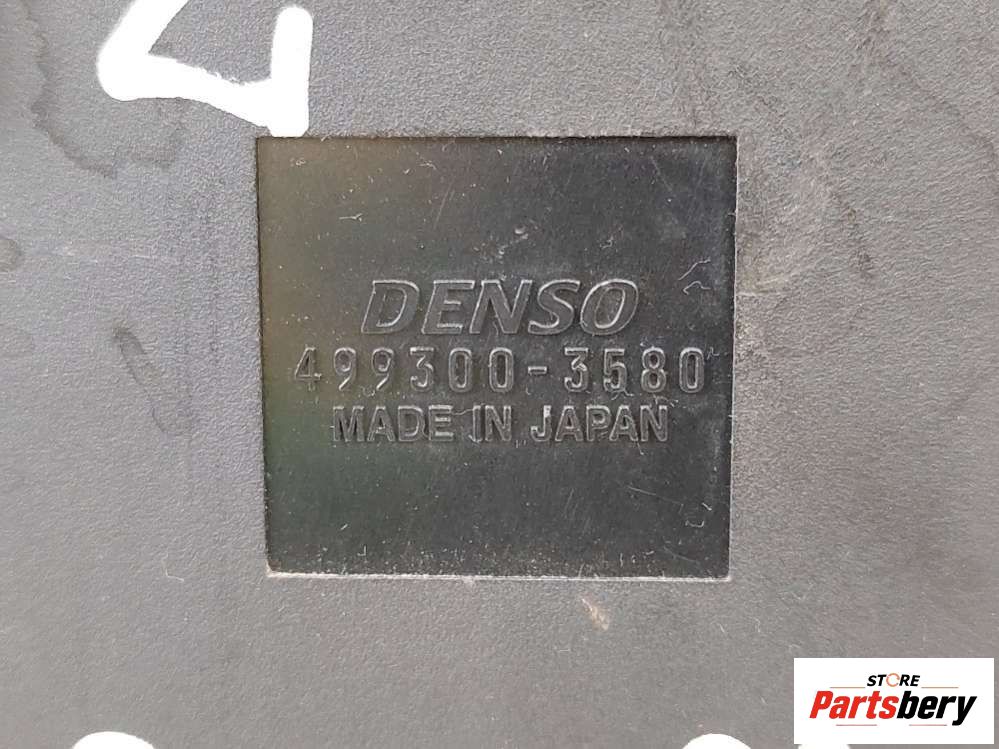 DENSO
499300-3580
MADE IN JAPAN
STORE
Partsbery